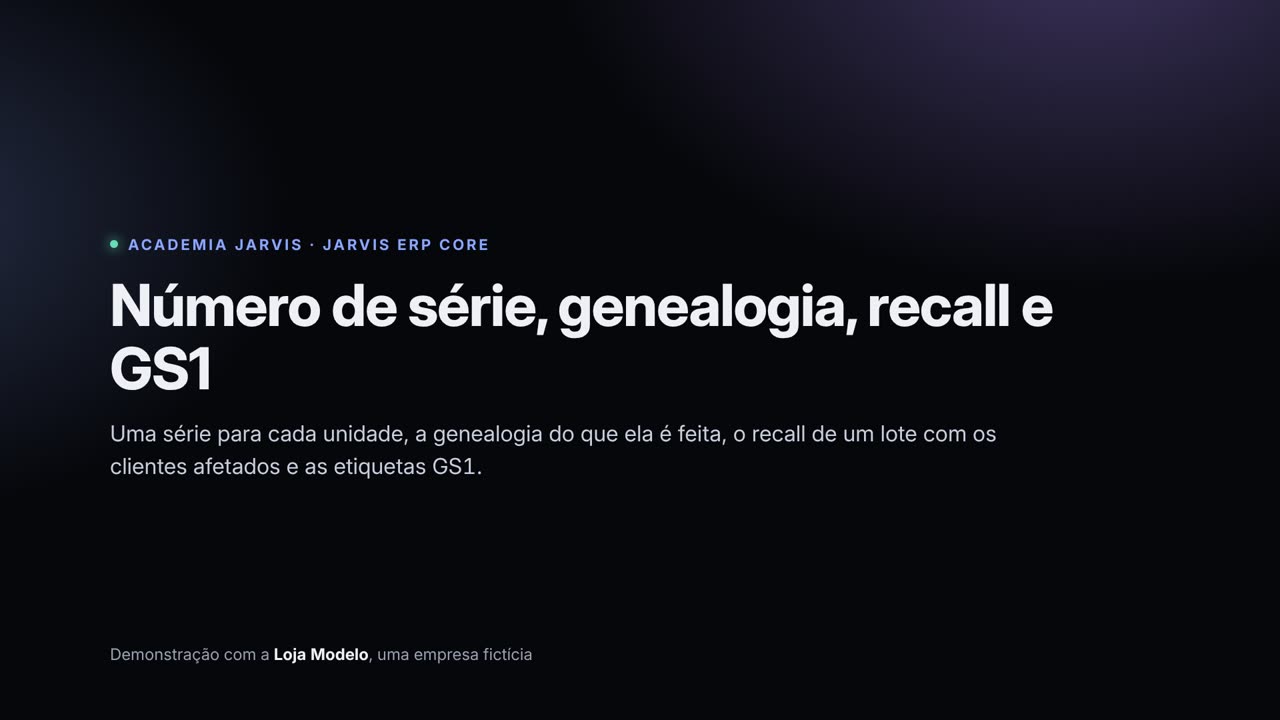 ACADEMIA JARVIS · JARVIS ERP CORE
Número de série, genealogia, recall e
GS1
Uma série para cada unidade, a genealogia do que ela é feita, o recall de um lote com os
clientes afetados e as etiquetas GS1.
Demonstração com a Loja Modelo, uma empresa fictícia